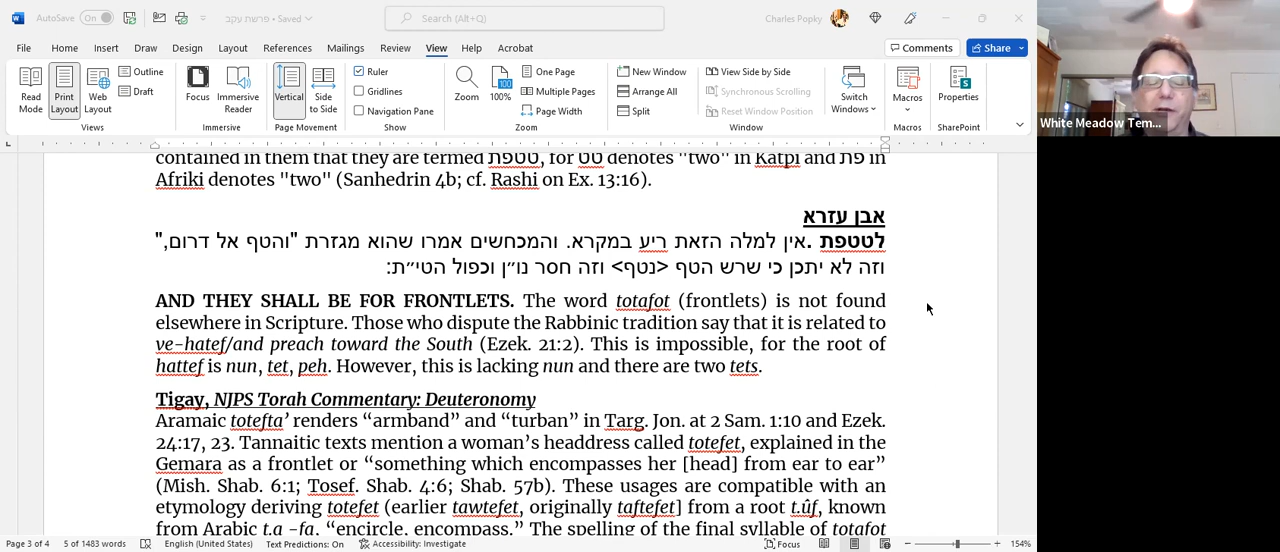 AutoSave
Off
פרשת עקב • Saved
Search (Alt+Q)
Charles Popky
File Home Insert Draw Design Layout References Mailings Review View Help Acrobat
Comments
Share
Read Mode
Print Layout
Web Layout
Outline
Draft
Views
Focus
Immersive Reader
Immersive
Vertical
Side to Side
Page Movement
Ruler
Gridlines
Navigation Pane
Show
Zoom
100
100%
One Page
Multiple Pages
Page Width
Zoom
New Window
Arrange All
Split
View Side by Side
Synchronous Scrolling
Reset Window Position
Switch Windows
Window
Macros
Macros
Properties
SharePoint
White Meadow Tem...
contained in them that they are termed טטפת, for טט denotes "two" in Katpi and פת in
Afriki denotes "two" (Sanhedrin 4b; cf. Rashi on Ex. 13:16).
אבן עזרא
לטטפת. אין למלה הזאת ריע במקרא. והמכחשים אמרו שהוא מגזרת "והטף אל דרום,"
וזה לא יתכן כי שרש הטף <נטף> וזה חסר נו״ן וכפול הטי״ת:
AND THEY SHALL BE FOR FRONTLETS. The word totafot (frontlets) is not found
elsewhere in Scripture. Those who dispute the Rabbinic tradition say that it is related to
ve-hatef/and preach toward the South (Ezek. 21:2). This is impossible, for the root of
hattef is nun, tet, peh. However, this is lacking nun and there are two tets.
Tigay, NJPS Torah Commentary: Deuteronomy
Aramaic totefta’ renders “armband” and “turban” in Targ. Jon. at 2 Sam. 1:10 and Ezek.
24:17, 23. Tannaitic texts mention a woman’s headdress called totefet, explained in the
Gemara as a frontlet or “something which encompasses her [head] from ear to ear”
(Mish. Shab. 6:1; Tosef. Shab. 4:6; Shab. 57b). These usages are compatible with an
etymology deriving totefet (earlier tawtefet, originally taftefet] from a root t.ûf, known
from Arabic t.a -fa, “encircle, encompass.” The spelling of the final syllable of totafot
Page 3 of 4
5 of 1483 words
English (United States)
Text Predictions: On
Accessibility: Investigate
Focus
154%